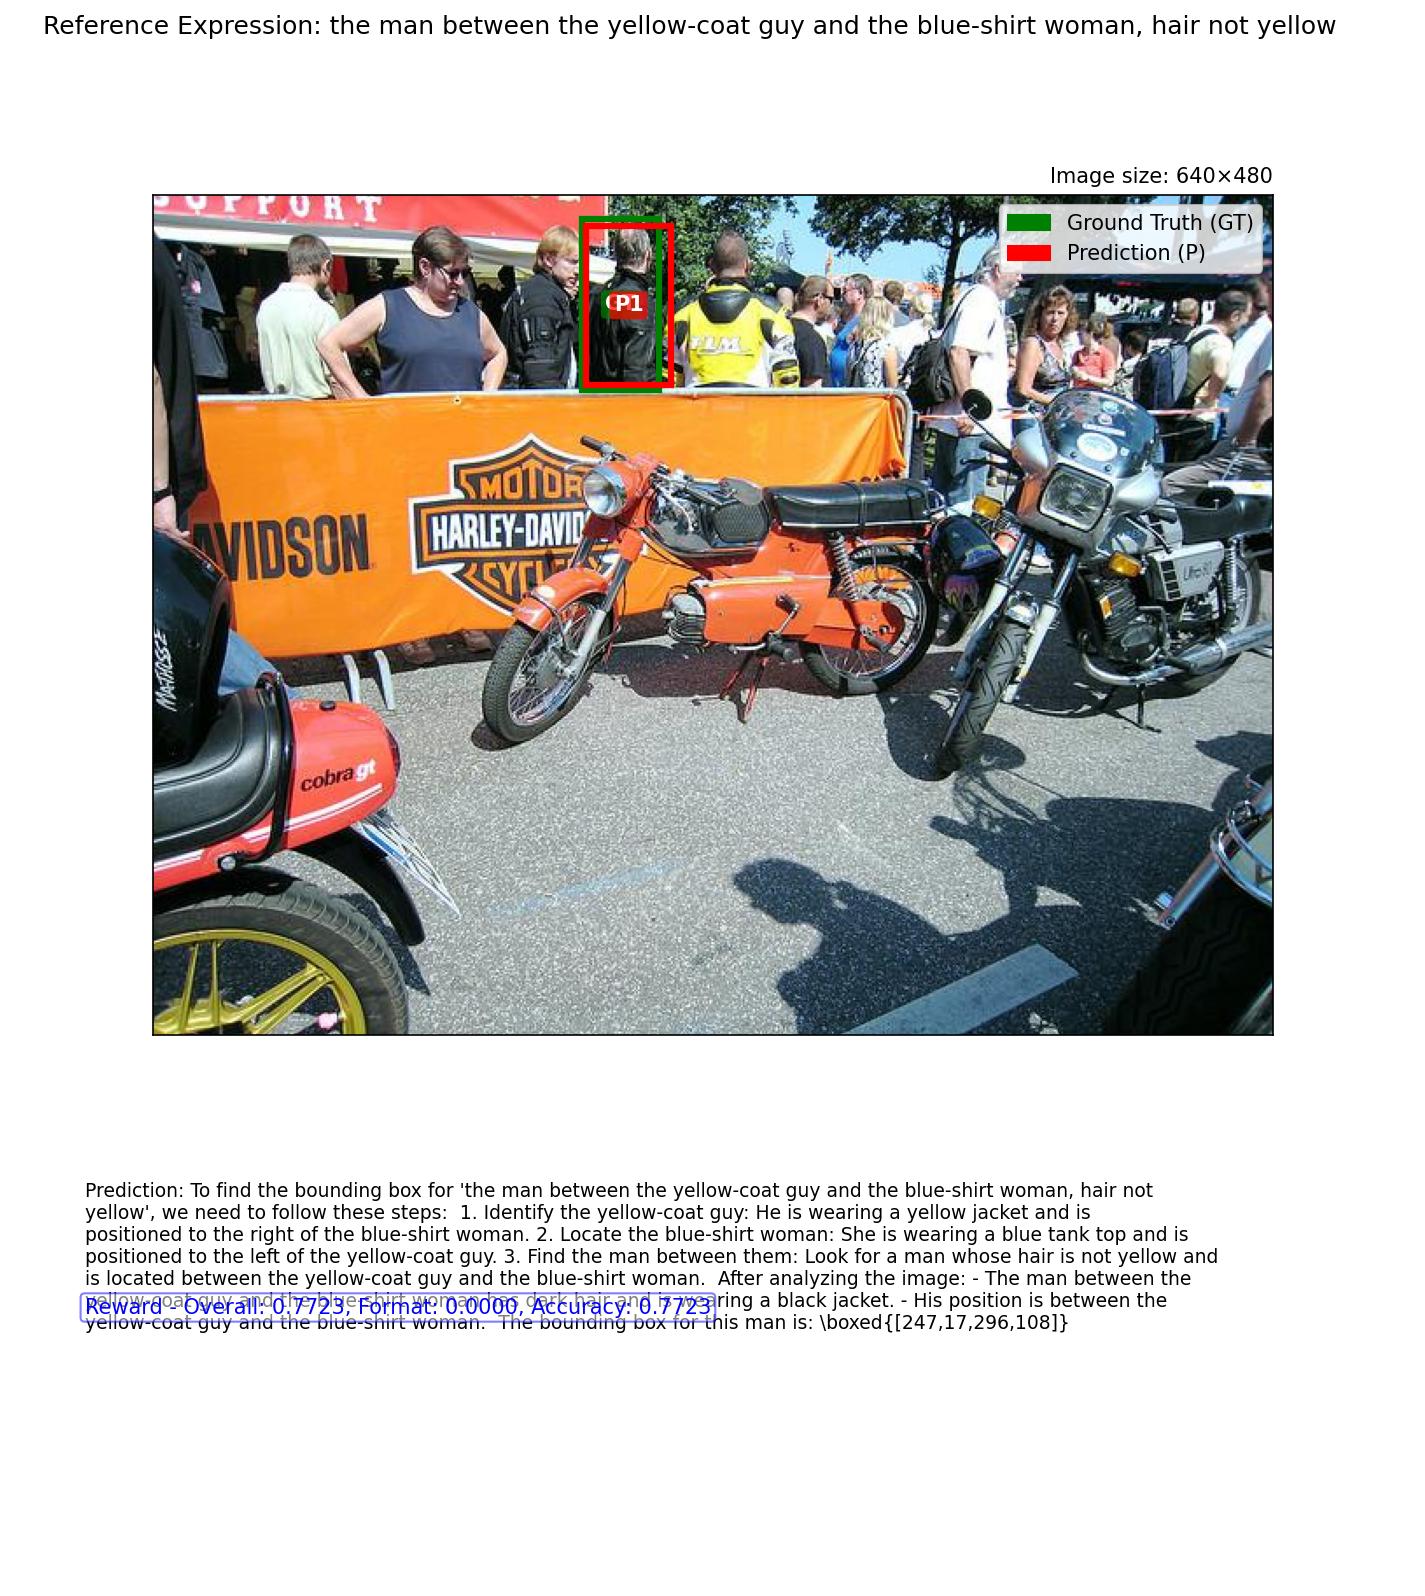 Reference Expression: the man between the yellow-coat guy and the blue-shirt woman, hair not yellow
Image size: 640×480
Ground Truth (GT)
Prediction (P)
SUPPORT
P1
FLM
MOTOR
HARLEY-DAVID
CYCLE
AVIDSON
Ultra 80
MATHOSSE
cobra gt
Prediction: To find the bounding box for 'the man between the yellow-coat guy and the blue-shirt woman, hair not
yellow', we need to follow these steps:  1. Identify the yellow-coat guy: He is wearing a yellow jacket and is
positioned to the right of the blue-shirt woman. 2. Locate the blue-shirt woman: She is wearing a blue tank top and is
positioned to the left of the yellow-coat guy. 3. Find the man between them: Look for a man whose hair is not yellow and
is located between the yellow-coat guy and the blue-shirt woman.  After analyzing the image: - The man between the
yellow-coat guy and the blue-shirt woman has dark hair and is wearing a black jacket. - His position is between the
Reward - Overall: 0.7723, Format: 0.0000, Accuracy: 0.7723
yellow-coat guy and the blue-shirt woman.  The bounding box for this man is: \boxed{[247,17,296,108]}